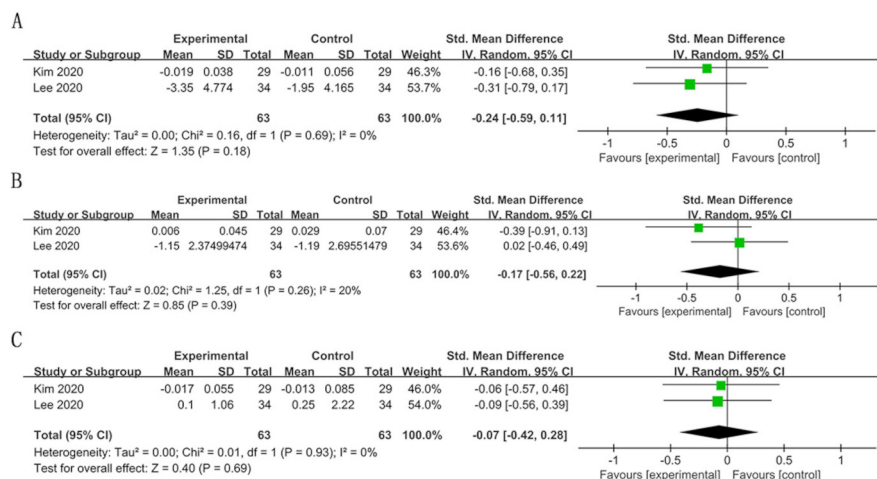 A
Experimental Control Std. Mean Difference Std. Mean Difference
Study or Subgroup Mean SD Total Mean SD Total Weight IV. Random. 95% CI IV. Random. 95% CI
Kim 2020 -0.019 0.038 29 -0.011 0.056 29 46.3% -0.16 [-0.68, 0.35]
Lee 2020 -3.35 4.774 34 -1.95 4.165 34 53.7% -0.31 [-0.79, 0.17]
Total (95% CI) 63 63 100.0% -0.24 [-0.59, 0.11]
Heterogeneity: Tau² = 0.00; Chi² = 0.16, df = 1 (P = 0.69); I² = 0%
Test for overall effect: Z = 1.35 (P = 0.18)
-1 -0.5 0 0.5 1
Favours [experimental] Favours [control]
B
Experimental Control Std. Mean Difference Std. Mean Difference
Study or Subgroup Mean SD Total Mean SD Total Weight IV. Random, 95% CI IV. Random, 95% CI
Kim 2020 0.006 0.045 29 0.029 0.07 29 46.4% -0.39 [-0.91, 0.13]
Lee 2020 -1.15 2.37499474 34 -1.19 2.69551479 34 53.6% 0.02 [-0.46, 0.49]
Total (95% CI) 63 63 100.0% -0.17 [-0.56, 0.22]
Heterogeneity: Tau² = 0.02; Chi² = 1.25, df = 1 (P = 0.26); I² = 20%
Test for overall effect: Z = 0.85 (P = 0.39)
-1 -0.5 0 0.5 1
Favours [experimental] Favours [control]
C
Experimental Control Std. Mean Difference Std. Mean Difference
Study or Subgroup Mean SD Total Mean SD Total Weight IV. Random, 95% CI IV. Random, 95% CI
Kim 2020 -0.017 0.055 29 -0.013 0.085 29 46.0% -0.06 [-0.57, 0.46]
Lee 2020 0.1 1.06 34 0.25 2.22 34 54.0% -0.09 [-0.56, 0.39]
Total (95% CI) 63 63 100.0% -0.07 [-0.42, 0.28]
Heterogeneity: Tau² = 0.00; Chi² = 0.01, df = 1 (P = 0.93); I² = 0%
Test for overall effect: Z = 0.40 (P = 0.69)
-1 -0.5 0 0.5 1
Favours [experimental] Favours [control]